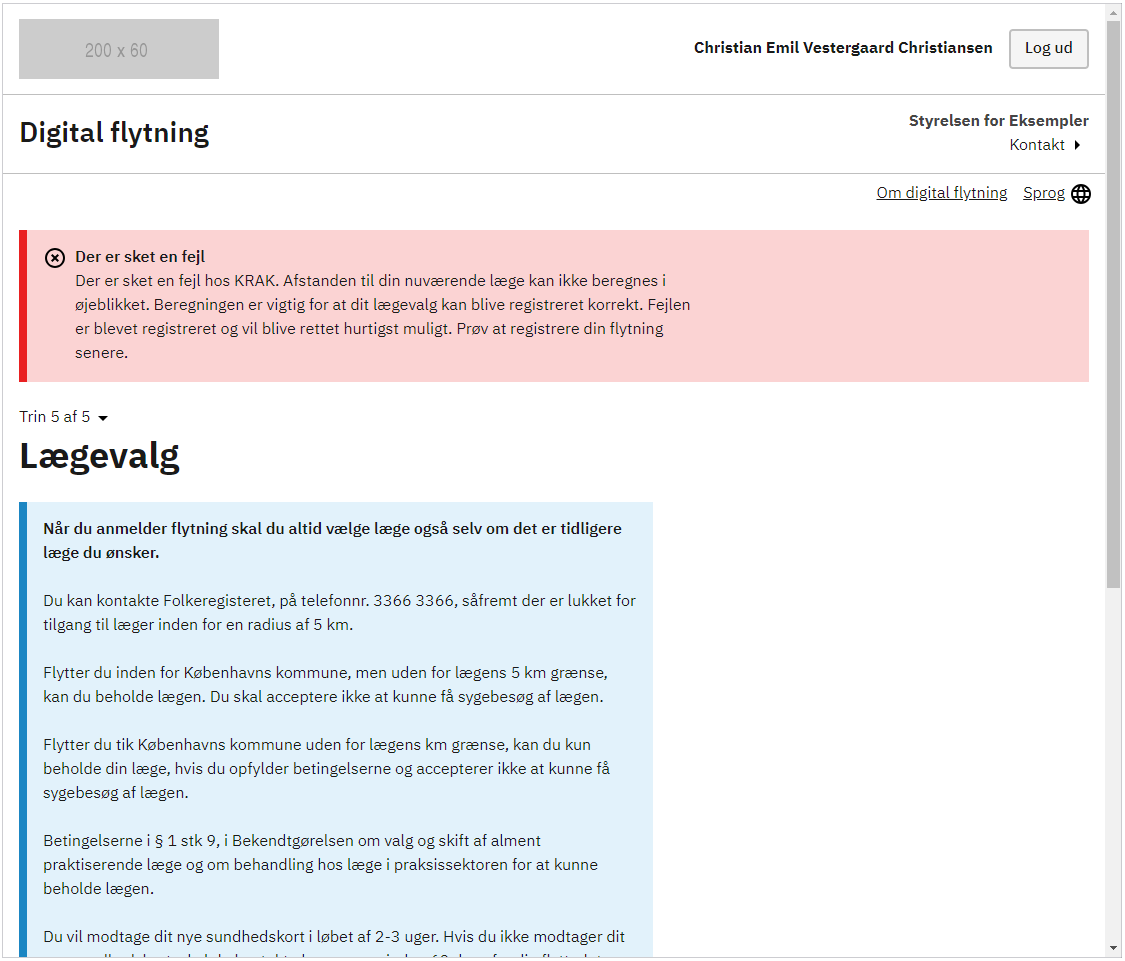 200 x 60
Christian Emil Vestergaard Christiansen
Log ud
Digital flytning
Styrelsen for Eksempler
Kontakt
Om digital flytning
Sprog
Der er sket en fejl
Der er sket en fejl hos KRAK. Afstanden til din nuværende læge kan ikke beregnes i
øjeblikket. Beregningen er vigtig for at dit lægevalg kan blive registreret korrekt. Fejlen
er blevet registreret og vil blive rettet hurtigst muligt. Prøv at registrere din flytning
senere.
Trin 5 af 5
Lægevalg
Når du anmelder flytning skal du altid vælge læge også selv om det er tidligere
læge du ønsker.
Du kan kontakte Folkeregisteret, på telefonnr. 3366 3366, såfremt der er lukket for
tilgang til læger inden for en radius af 5 km.
Flytter du inden for Københavns kommune, men uden for lægens 5 km grænse,
kan du beholde lægen. Du skal acceptere ikke at kunne få sygebesøg af lægen.
Flytter du tik Københavns kommune uden for lægens km grænse, kan du kun
beholde din læge, hvis du opfylder betingelserne og accepterer ikke at kunne få
sygebesøg af lægen.
Betingelserne i § 1 stk 9, i Bekendtgørelsen om valg og skift af alment
praktiserende læge og om behandling hos læge i praksissektoren for at kunne
beholde lægen.
Du vil modtage dit nye sundhedskort i løbet af 2-3 uger. Hvis du ikke modtager dit